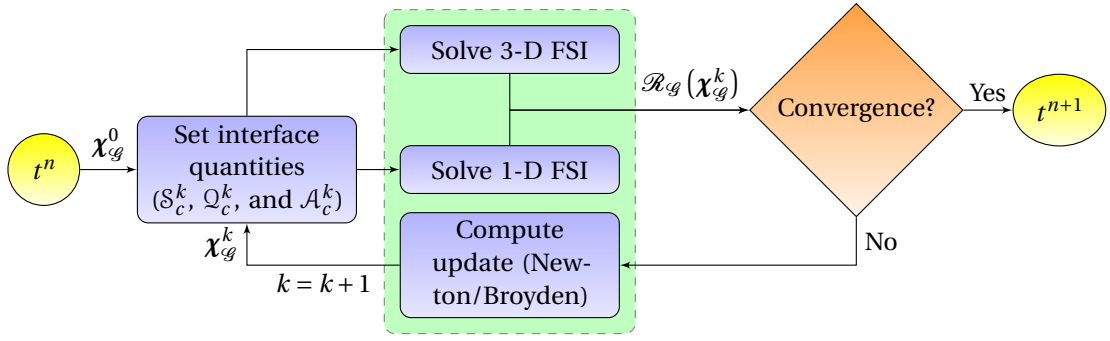 Solve 3-D FSI
𝓡_𝒢(𝝌_𝒢^k)
Convergence?
Yes
t^{n+1}
t^n
𝝌_𝒢^0
Set interface
quantities
(𝒮_c^k, 𝒬_c^k, and 𝒜_c^k)
Solve 1-D FSI
𝝌_𝒢^k
k = k+1
Compute
update (New-
ton/Broyden)
No